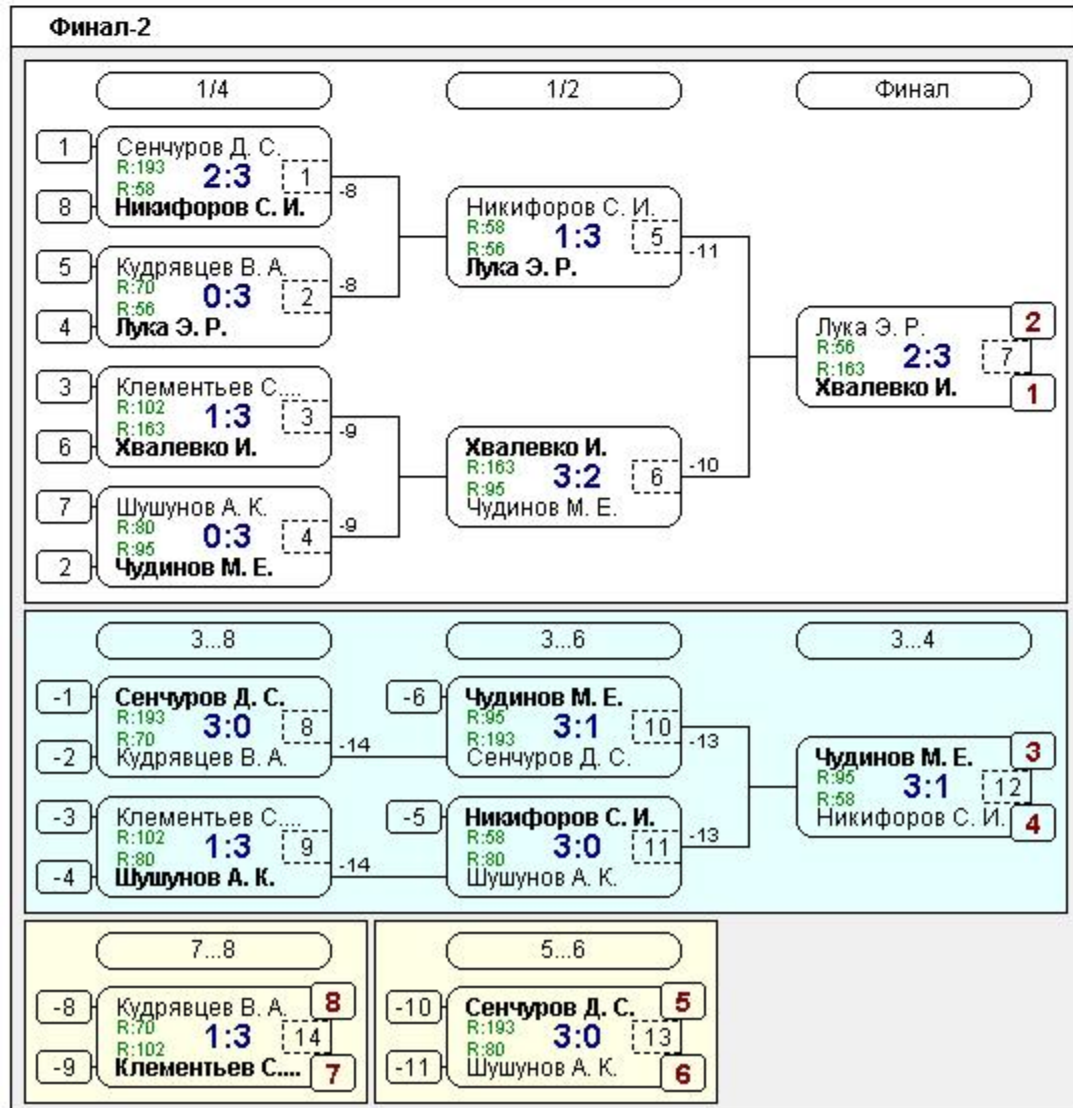 Финал-2
1/4
1/2
Финал
1
Сенчуров Д. С.
R:193
R:58
2:3
1
-8
8
Никифоров С. И.
5
Кудрявцев В. А.
R:70
R:56
0:3
2
-8
4
Лука Э. Р.
Никифоров С. И.
R:58
R:56
1:3
5
-11
Лука Э. Р.
3
Клементьев С....
R:102
R:163
1:3
3
-9
6
Хвалевко И.
7
Шушунов А. К.
R:80
R:95
0:3
4
-9
2
Чудинов М. Е.
Хвалевко И.
R:163
R:95
3:2
6
-10
Чудинов М. Е.
Лука Э. Р.
2
R:56
R:163
2:3
7
Хвалевко И.
1
3...8
3...6
3...4
-1
Сенчуров Д. С.
R:193
R:70
3:0
8
-14
-2
Кудрявцев В. А.
-6
Чудинов М. Е.
R:95
R:193
3:1
10
-13
Сенчуров Д. С.
-3
Клементьев С....
R:102
R:80
1:3
9
-14
-4
Шушунов А. К.
-5
Никифоров С. И.
R:58
R:80
3:0
11
-13
Шушунов А. К.
Чудинов М. Е.
3
R:95
R:58
3:1
12
Никифоров С. И.
4
7...8
-8
Кудрявцев В. А.
8
R:70
R:102
1:3
14
-9
Клементьев С....
7
5...6
-10
Сенчуров Д. С.
5
R:193
R:80
3:0
13
-11
Шушунов А. К.
6